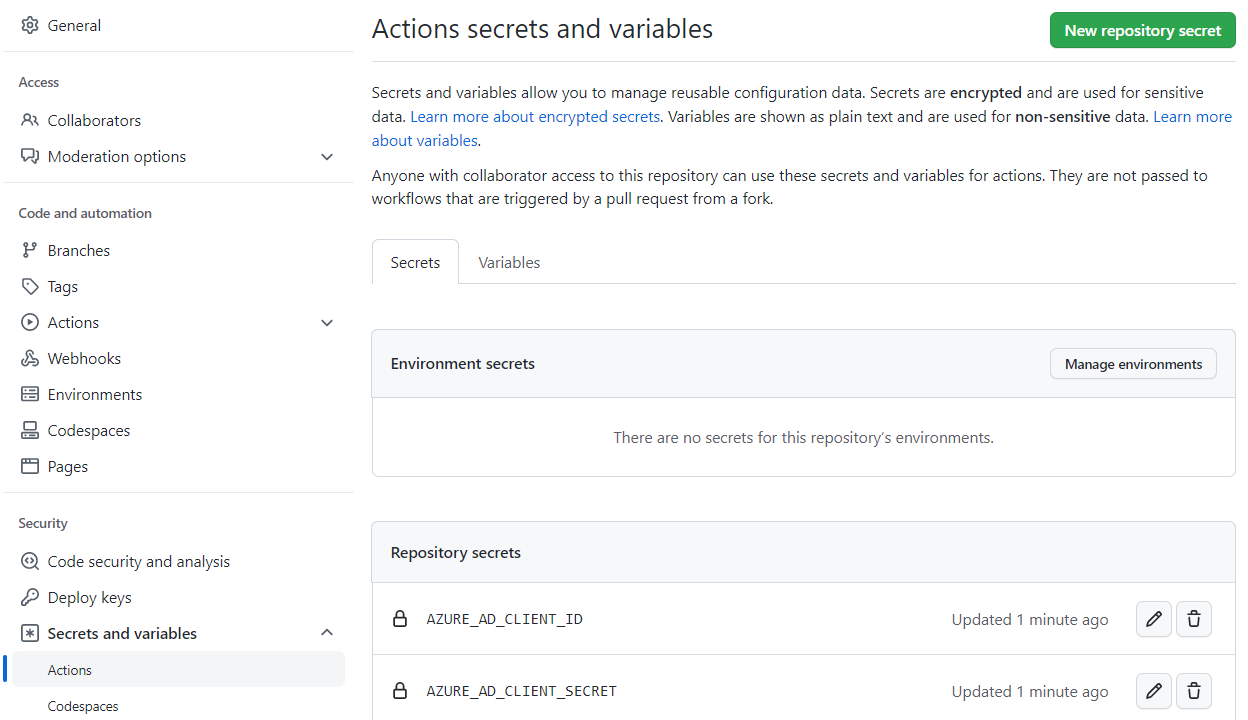 General
Access
Collaborators
Moderation options
Code and automation
Branches
Tags
Actions
Webhooks
Environments
Codespaces
Pages
Security
Code security and analysis
Deploy keys
Secrets and variables
Actions
Codespaces
Actions secrets and variables
New repository secret
Secrets and variables allow you to manage reusable configuration data. Secrets are encrypted and are used for sensitive
data. Learn more about encrypted secrets. Variables are shown as plain text and are used for non-sensitive data. Learn more
about variables.
Anyone with collaborator access to this repository can use these secrets and variables for actions. They are not passed to
workflows that are triggered by a pull request from a fork.
Secrets
Variables
Environment secrets
Manage environments
There are no secrets for this repository’s environments.
Repository secrets
AZURE_AD_CLIENT_ID
Updated 1 minute ago
AZURE_AD_CLIENT_SECRET
Updated 1 minute ago